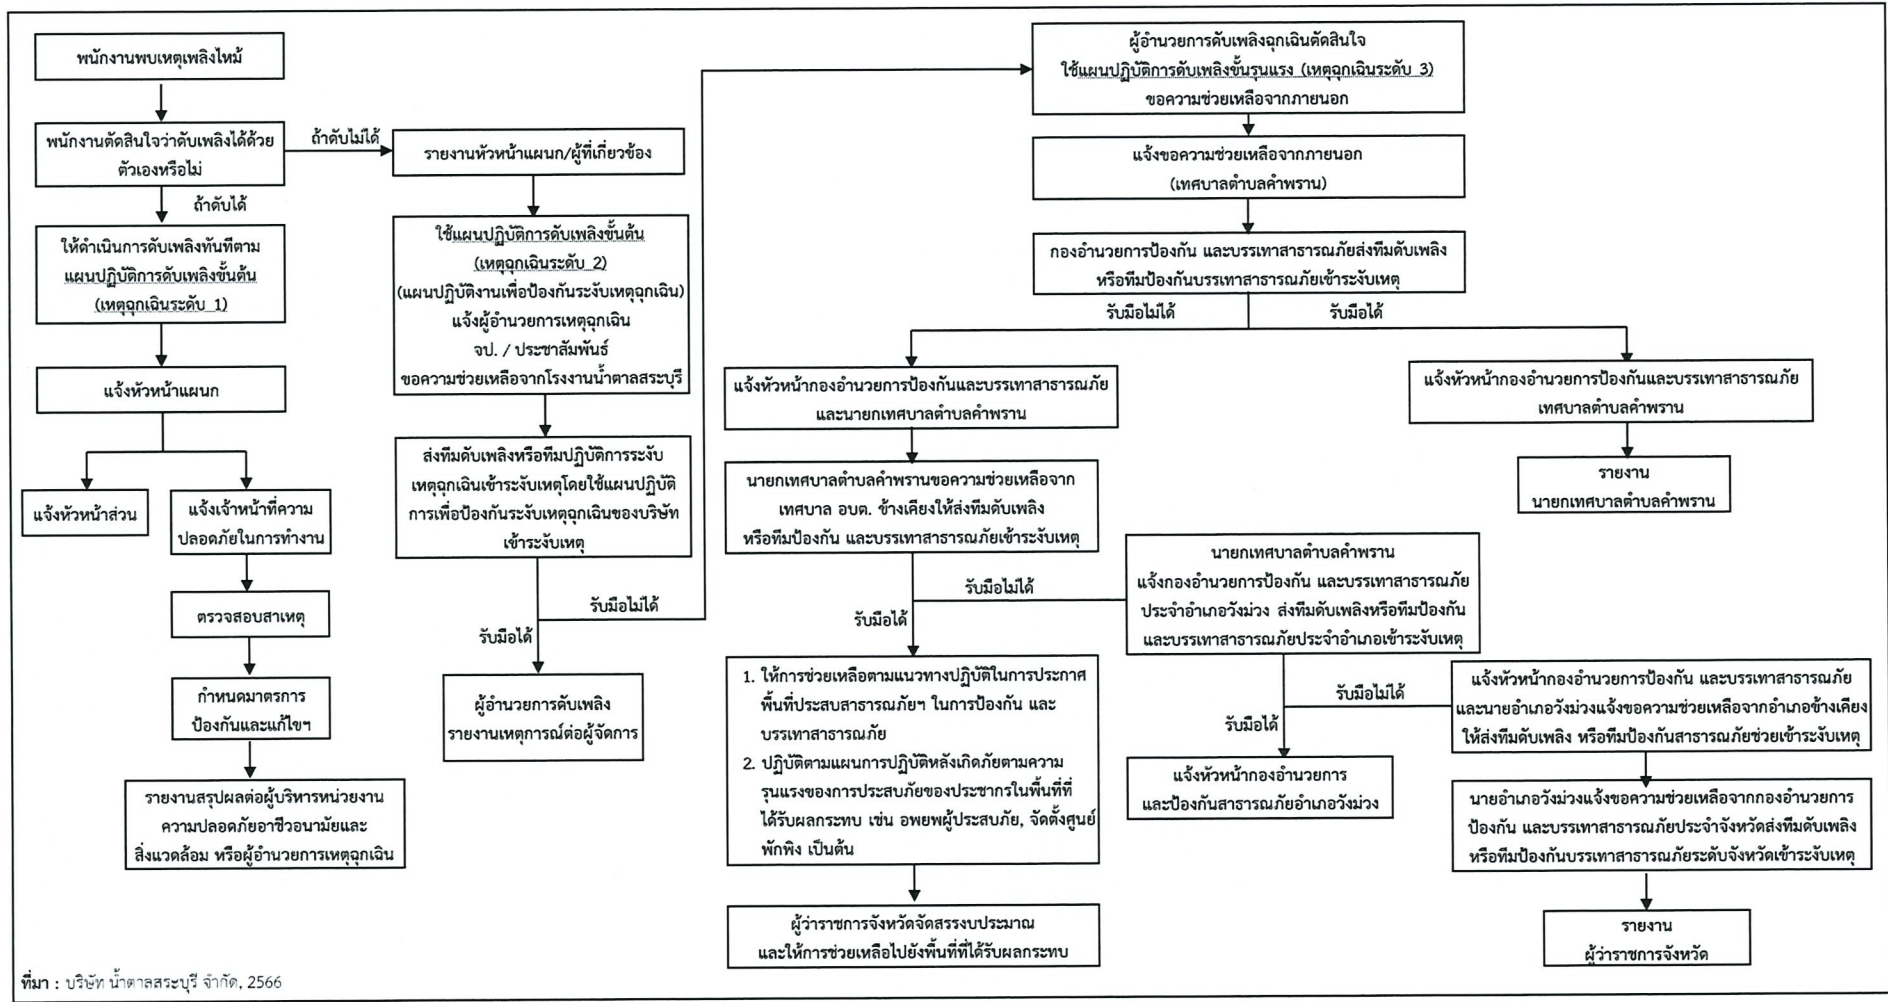 พนักงานพบเหตุเพลิงไหม้
พนักงานตัดสินใจว่าดับเพลิงได้ด้วย
ตัวเองหรือไม่
ถ้าดับไม่ได้
ถ้าดับได้
ให้ดำเนินการดับเพลิงทันทีตาม
แผนปฏิบัติการดับเพลิงขั้นต้น
(เหตุฉุกเฉินระดับ 1)
แจ้งหัวหน้าแผนก
แจ้งหัวหน้าส่วน
แจ้งเจ้าหน้าที่ความ
ปลอดภัยในการทำงาน
ตรวจสอบสาเหตุ
กำหนดมาตรการ
ป้องกันและแก้ไขฯ
รายงานสรุปผลต่อผู้บริหารหน่วยงาน
ความปลอดภัยอาชีวอนามัยและ
สิ่งแวดล้อม หรือผู้อำนวยการเหตุฉุกเฉิน
รายงานหัวหน้าแผนก/ผู้ที่เกี่ยวข้อง
ใช้แผนปฏิบัติการดับเพลิงขั้นต้น
(เหตุฉุกเฉินระดับ 2)
(แผนปฏิบัติงานเพื่อป้องกันระงับเหตุฉุกเฉิน)
แจ้งผู้อำนวยการเหตุฉุกเฉิน
จป. / ประชาสัมพันธ์
ขอความช่วยเหลือจากโรงงานน้ำตาลสระบุรี
ส่งทีมดับเพลิงหรือทีมปฏิบัติการระงับ
เหตุฉุกเฉินเข้าระงับเหตุโดยใช้แผนปฏิบัติ
การเพื่อป้องกันระงับเหตุฉุกเฉินของบริษัท
เข้าระงับเหตุ
รับมือไม่ได้
รับมือได้
ผู้อำนวยการดับเพลิง
รายงานเหตุการณ์ต่อผู้จัดการ
ผู้อำนวยการดับเพลิงฉุกเฉินตัดสินใจ
ใช้แผนปฏิบัติการดับเพลิงขั้นรุนแรง (เหตุฉุกเฉินระดับ 3)
ขอความช่วยเหลือจากภายนอก
แจ้งขอความช่วยเหลือจากภายนอก
(เทศบาลตำบลคำพราน)
กองอำนวยการป้องกัน และบรรเทาสาธารณภัยส่งทีมดับเพลิง
หรือทีมป้องกันบรรเทาสาธารณภัยเข้าระงับเหตุ
รับมือไม่ได้
รับมือได้
แจ้งหัวหน้ากองอำนวยการป้องกันและบรรเทาสาธารณภัย
และนายกเทศบาลตำบลคำพราน
แจ้งหัวหน้ากองอำนวยการป้องกันและบรรเทาสาธารณภัย
เทศบาลตำบลคำพราน
รายงาน
นายกเทศบาลตำบลคำพราน
นายกเทศบาลตำบลคำพรานขอความช่วยเหลือจาก
เทศบาล อบต. ข้างเคียงให้ส่งทีมดับเพลิง
หรือทีมป้องกัน และบรรเทาสาธารณภัยเข้าระงับเหตุ
รับมือไม่ได้
รับมือได้
1. ให้การช่วยเหลือตามแนวทางปฏิบัติในการประกาศ
พื้นที่ประสบสาธารณภัยฯ ในการป้องกัน และ
บรรเทาสาธารณภัย
2. ปฏิบัติตามแผนการปฏิบัติหลังเกิดภัยตามความ
รุนแรงของการประสบภัยของประชากรในพื้นที่ที่
ได้รับผลกระทบ เช่น อพยพผู้ประสบภัย, จัดตั้งศูนย์
พักพิง เป็นต้น
ผู้ว่าราชการจังหวัดจัดสรรงบประมาณ
และให้การช่วยเหลือไปยังพื้นที่ที่ได้รับผลกระทบ
นายกเทศบาลตำบลคำพราน
แจ้งกองอำนวยการป้องกัน และบรรเทาสาธารณภัย
ประจำอำเภอวังม่วง ส่งทีมดับเพลิงหรือทีมป้องกัน
และบรรเทาสาธารณภัยประจำอำเภอเข้าระงับเหตุ
รับมือไม่ได้
รับมือได้
แจ้งหัวหน้ากองอำนวยการ
และป้องกันสาธารณภัยอำเภอวังม่วง
แจ้งหัวหน้ากองอำนวยการป้องกัน และบรรเทาสาธารณภัย
และนายอำเภอวังม่วงแจ้งขอความช่วยเหลือจากอำเภอข้างเคียง
ให้ส่งทีมดับเพลิง หรือทีมป้องกันสาธารณภัยช่วยเข้าระงับเหตุ
นายอำเภอวังม่วงแจ้งขอความช่วยเหลือจากกองอำนวยการ
ป้องกัน และบรรเทาสาธารณภัยประจำจังหวัดส่งทีมดับเพลิง
หรือทีมป้องกันบรรเทาสาธารณภัยระดับจังหวัดเข้าระงับเหตุ
รายงาน
ผู้ว่าราชการจังหวัด
ที่มา : บริษัท น้ำตาลสระบุรี จำกัด, 2566